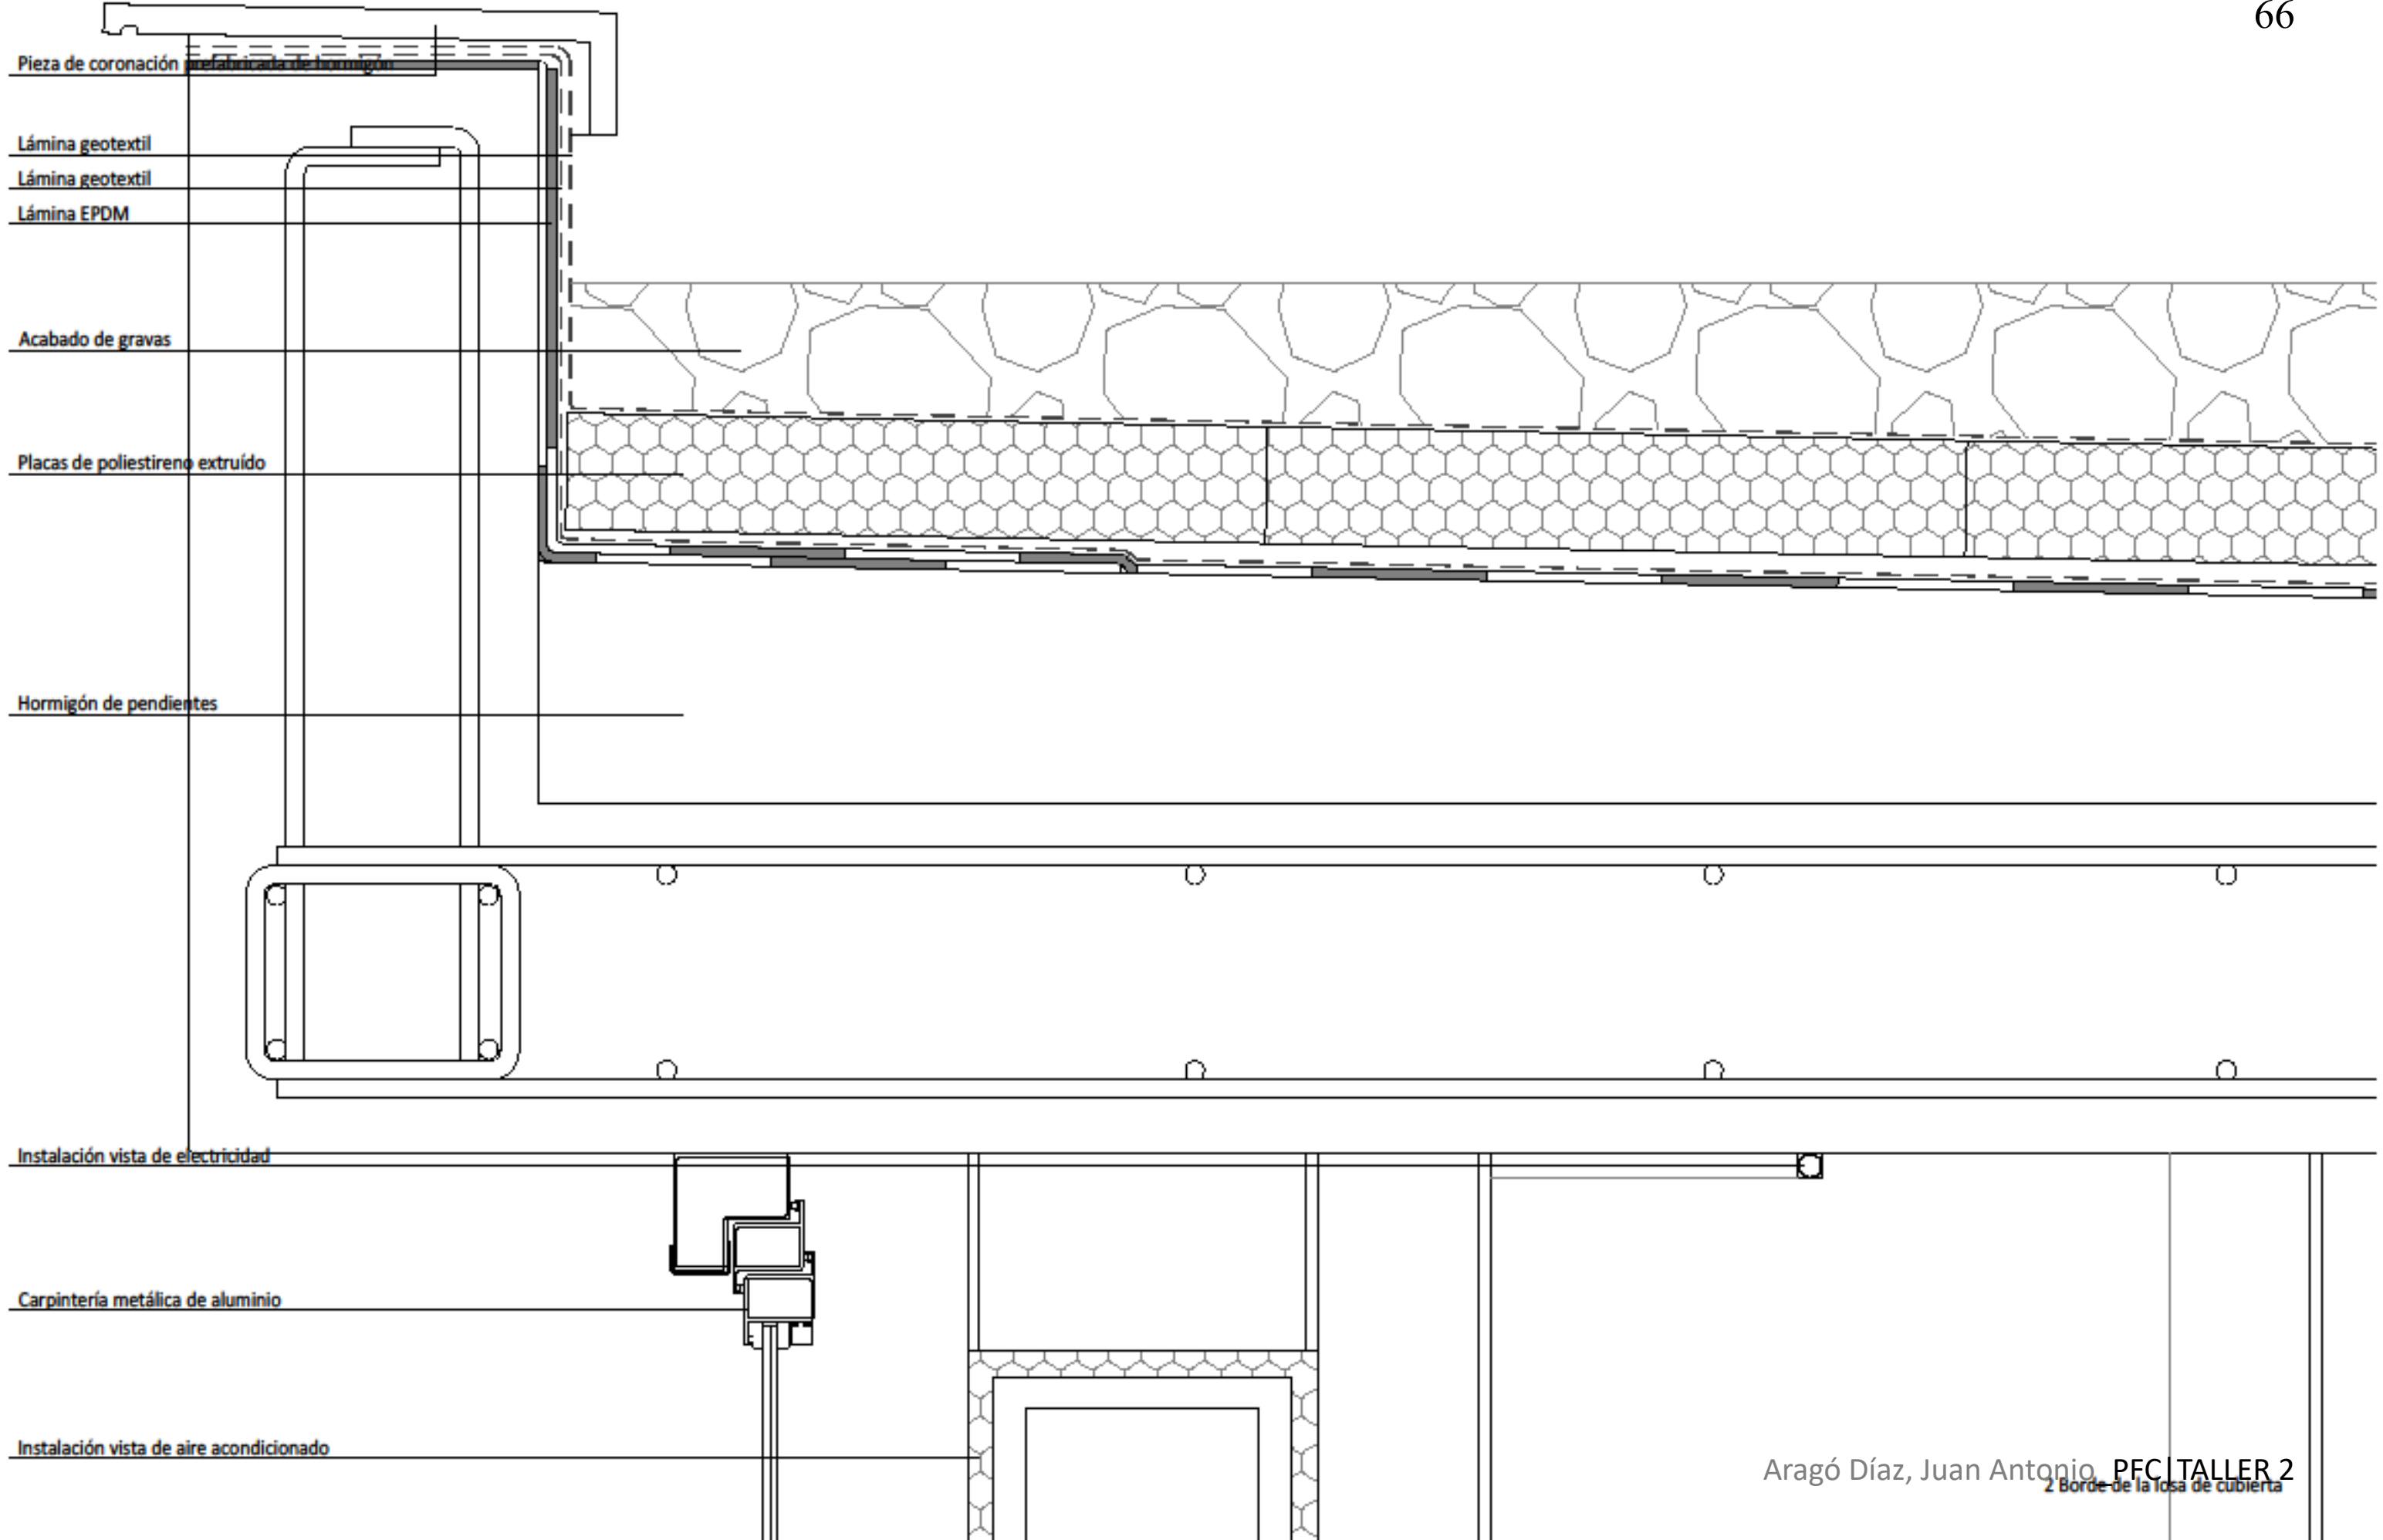 66
Pieza de coronación prefabricada de hormigón
Lámina geotextil
Lámina geotextil
Lámina EPDM
Acabado de gravas
Placas de poliestireno extruído
Hormigón de pendientes
Instalación vista de electricidad
Carpintería metálica de aluminio
Instalación vista de aire acondicionado
Aragó Díaz, Juan Antonio_PFC|TALLER 2
2 Borde de la losa de cubierta